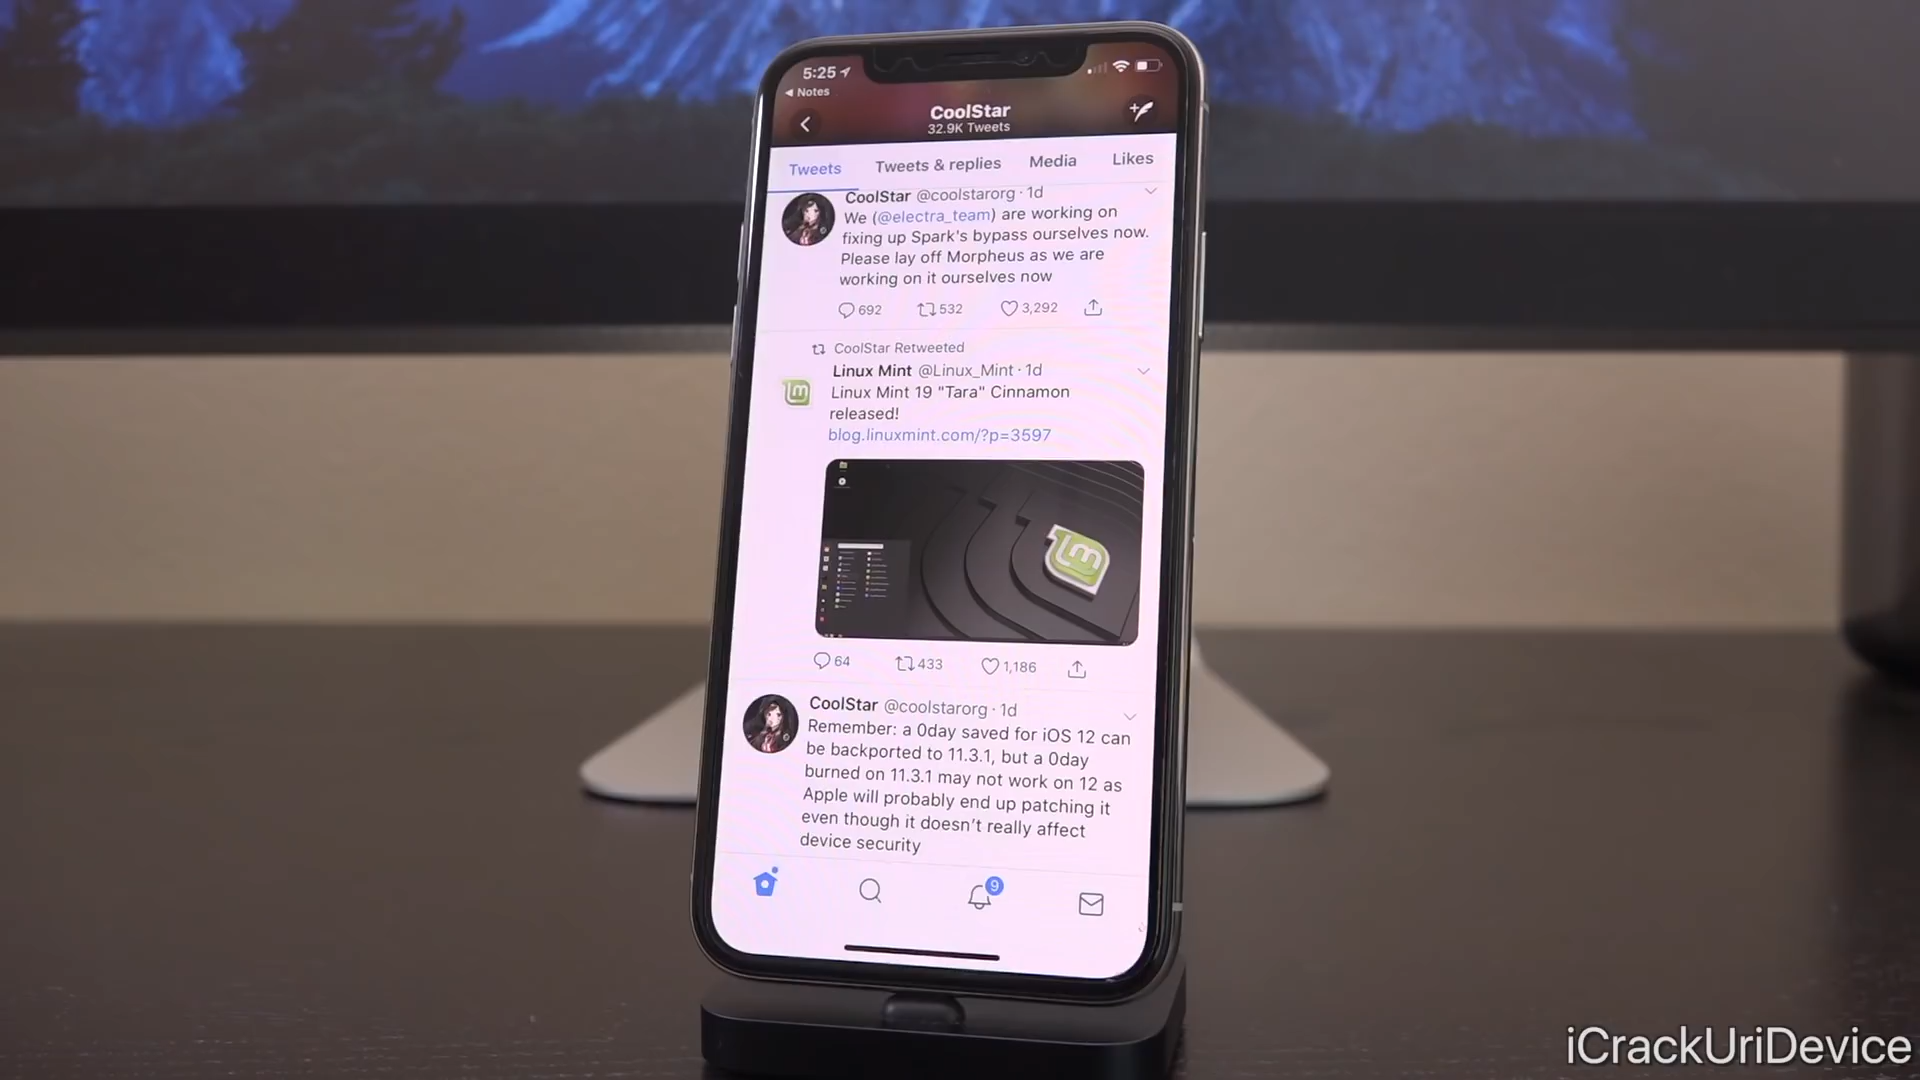 5:25
Notes
CoolStar
32.9K Tweets
Tweets
Tweets & replies
Media
Likes
CoolStar @coolstarorg · 1d
We (@electra_team) are working on
fixing up Spark's bypass ourselves now.
Please lay off Morpheus as we are
working on it ourselves now
692
532
3,292
CoolStar Retweeted
Linux Mint @Linux_Mint · 1d
Linux Mint 19 "Tara" Cinnamon
released!
blog.linuxmint.com/?p=3597
lm
lm
64
433
1,186
CoolStar @coolstarorg · 1d
Remember: a 0day saved for iOS 12 can
be backported to 11.3.1, but a 0day
burned on 11.3.1 may not work on 12 as
Apple will probably end up patching it
even though it doesn't really affect
device security
9
iCrackUriDevice